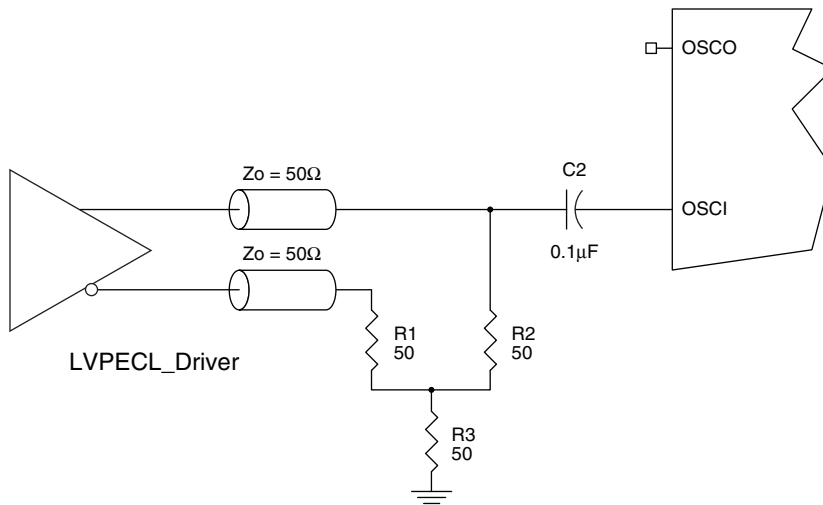 OSCO
Zo = 50Ω
C2
OSCI
0.1μF
Zo = 50Ω
R1
50
R2
50
LVPECL_Driver
R3
50